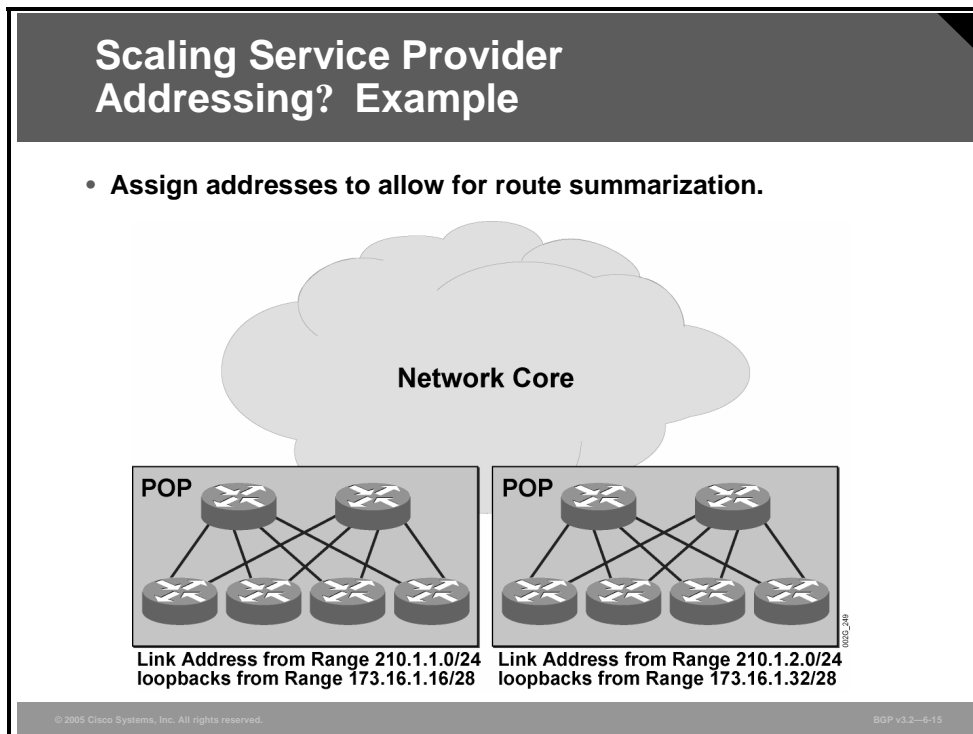 Scaling Service Provider
Addressing? Example
• Assign addresses to allow for route summarization.
Network Core
POP
POP
Link Address from Range 210.1.1.0/24
loopbacks from Range 173.16.1.16/28
Link Address from Range 210.1.2.0/24
loopbacks from Range 173.16.1.32/28
002G_249
© 2005 Cisco Systems, Inc. All rights reserved.
BGP v3.2—6-15